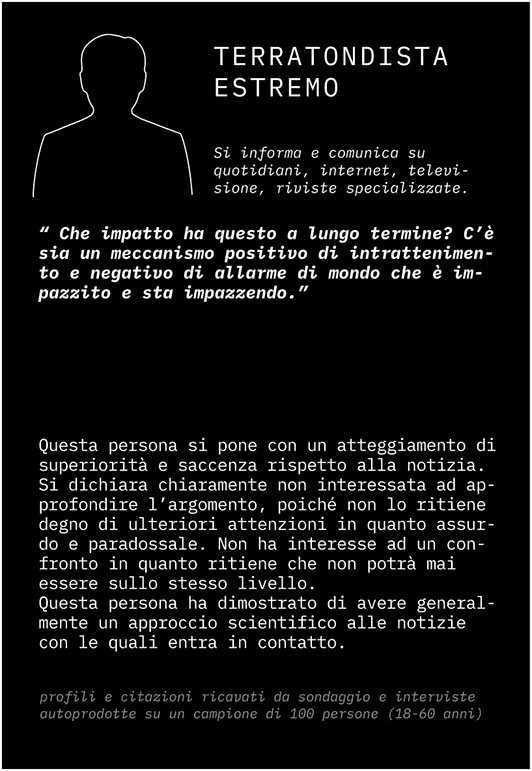 TERRATONDISTA
ESTREMO
Si informa e comunica su
quotidiani, internet, televi-
sione, riviste specializzate.
“ Che impatto ha questo a lungo termine? C’è
sia un meccanismo positivo di intrattenimen-
to e negativo di allarme di mondo che è im-
pazzito e sta impazzendo.”
Questa persona si pone con un atteggiamento di
superiorità e saccenza rispetto alla notizia.
Si dichiara chiaramente non interessata ad ap-
profondire l’argomento, poiché non lo ritiene
degno di ulteriori attenzioni in quanto assur-
do e paradossale. Non ha interesse ad un con-
fronto in quanto ritiene che non potrà mai
essere sullo stesso livello.
Questa persona ha dimostrato di avere general-
mente un approccio scientifico alle notizie
con le quali entra in contatto.
profili e citazioni ricavati da sondaggio e interviste
autoprodotte su un campione di 100 persone (18-60 anni)